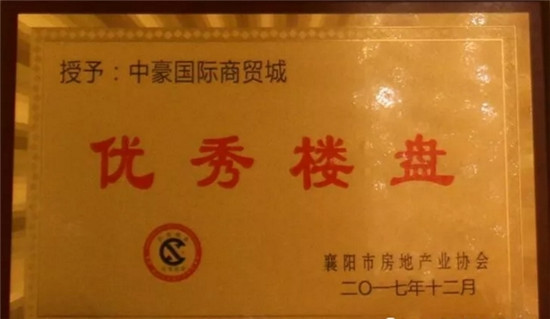 授予：中豪国际商贸城
优秀楼盘
襄阳市房地产业协会
二〇一七年十二月